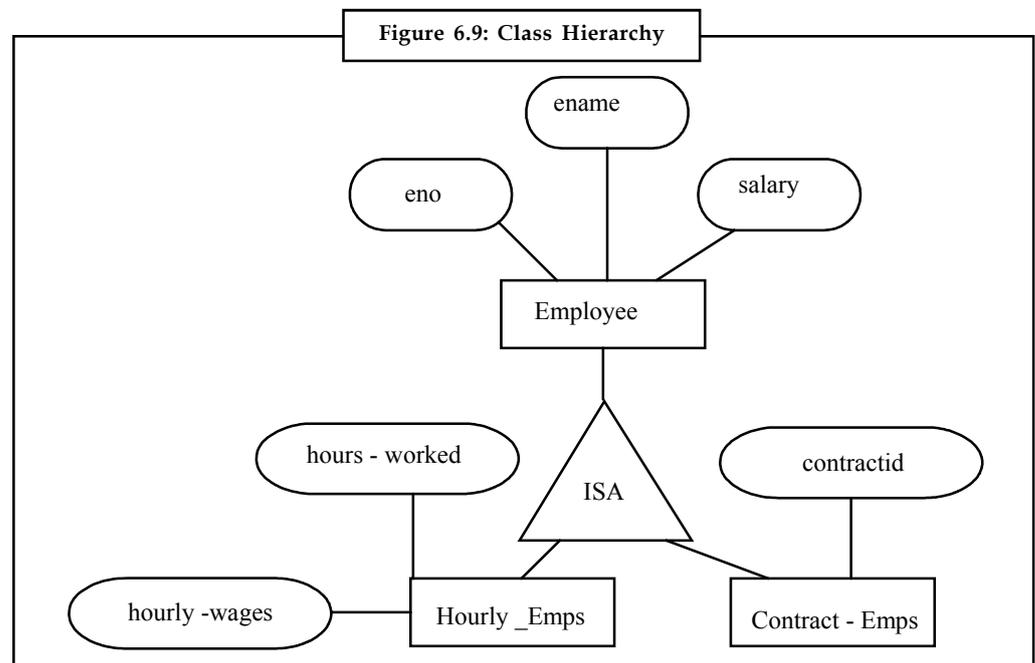 Figure 6.9: Class Hierarchy
ename
eno
salary
Employee
hours - worked
contractid
ISA
hourly -wages
Hourly _Emps
Contract - Emps